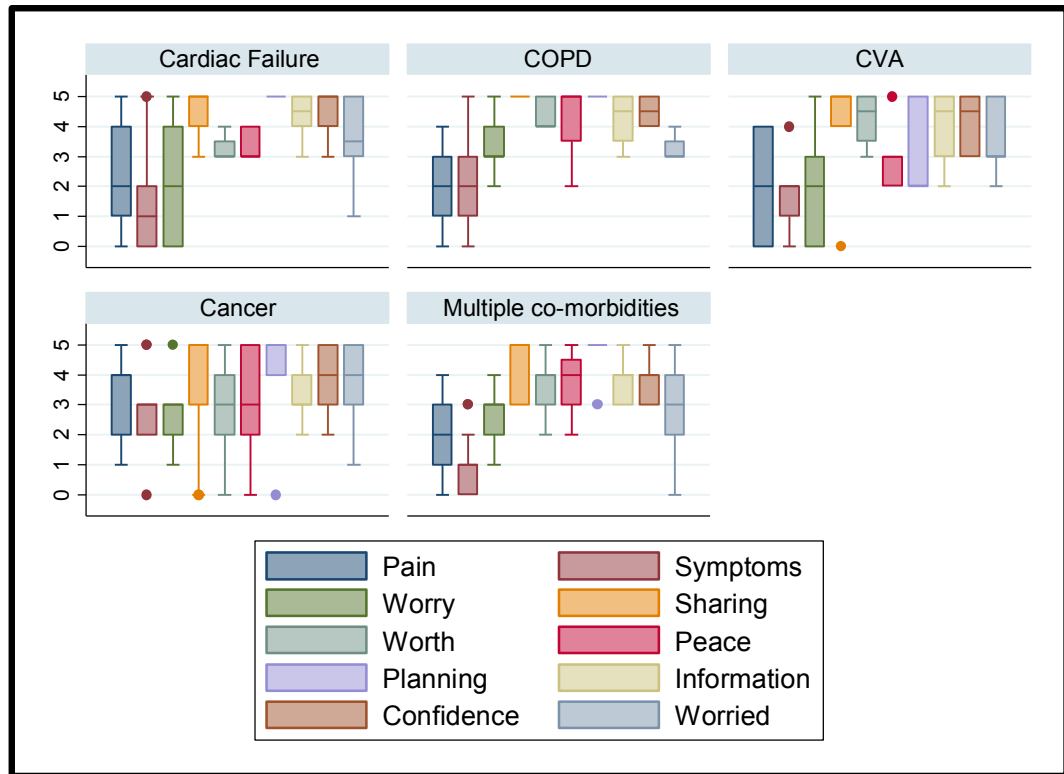 Cardiac Failure COPD CVA
5
4
3
2
1
0
Cancer Multiple co-morbidities
5
4
3
2
1
0
Pain Symptoms
Worry Sharing
Worth Peace
Planning Information
Confidence Worried